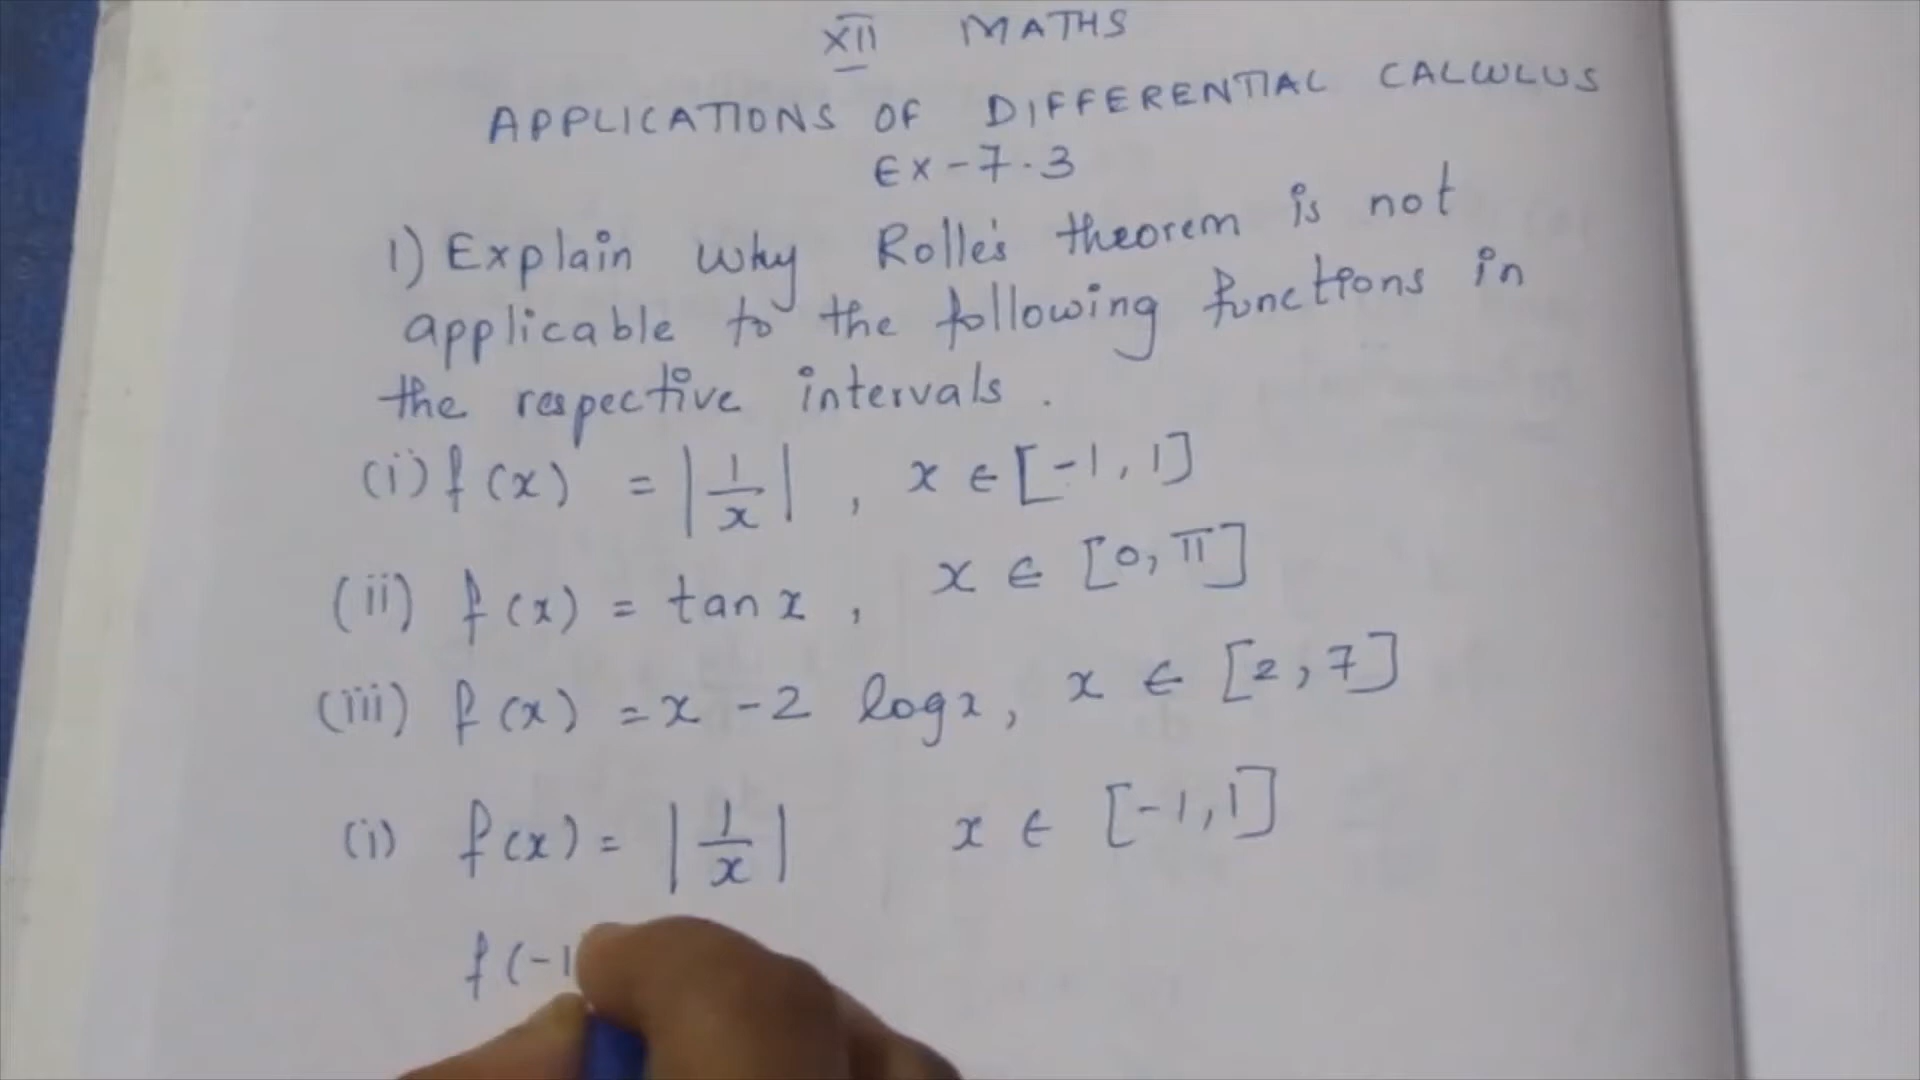 XII MATHS
APPLICATIONS OF DIFFERENTIAL CALCULUS
EX-7.3
1) Explain why Rolle's theorem is not
applicable to the following functions in
the respective intervals.
(i) f(x) = |1/x|, x ∈ [-1, 1]
(ii) f(x) = tan x, x ∈ [0, π]
(iii) f(x) = x - 2 log x, x ∈ [2, 7]
(i) f(x) = |1/x| x ∈ [-1, 1]
f(-1